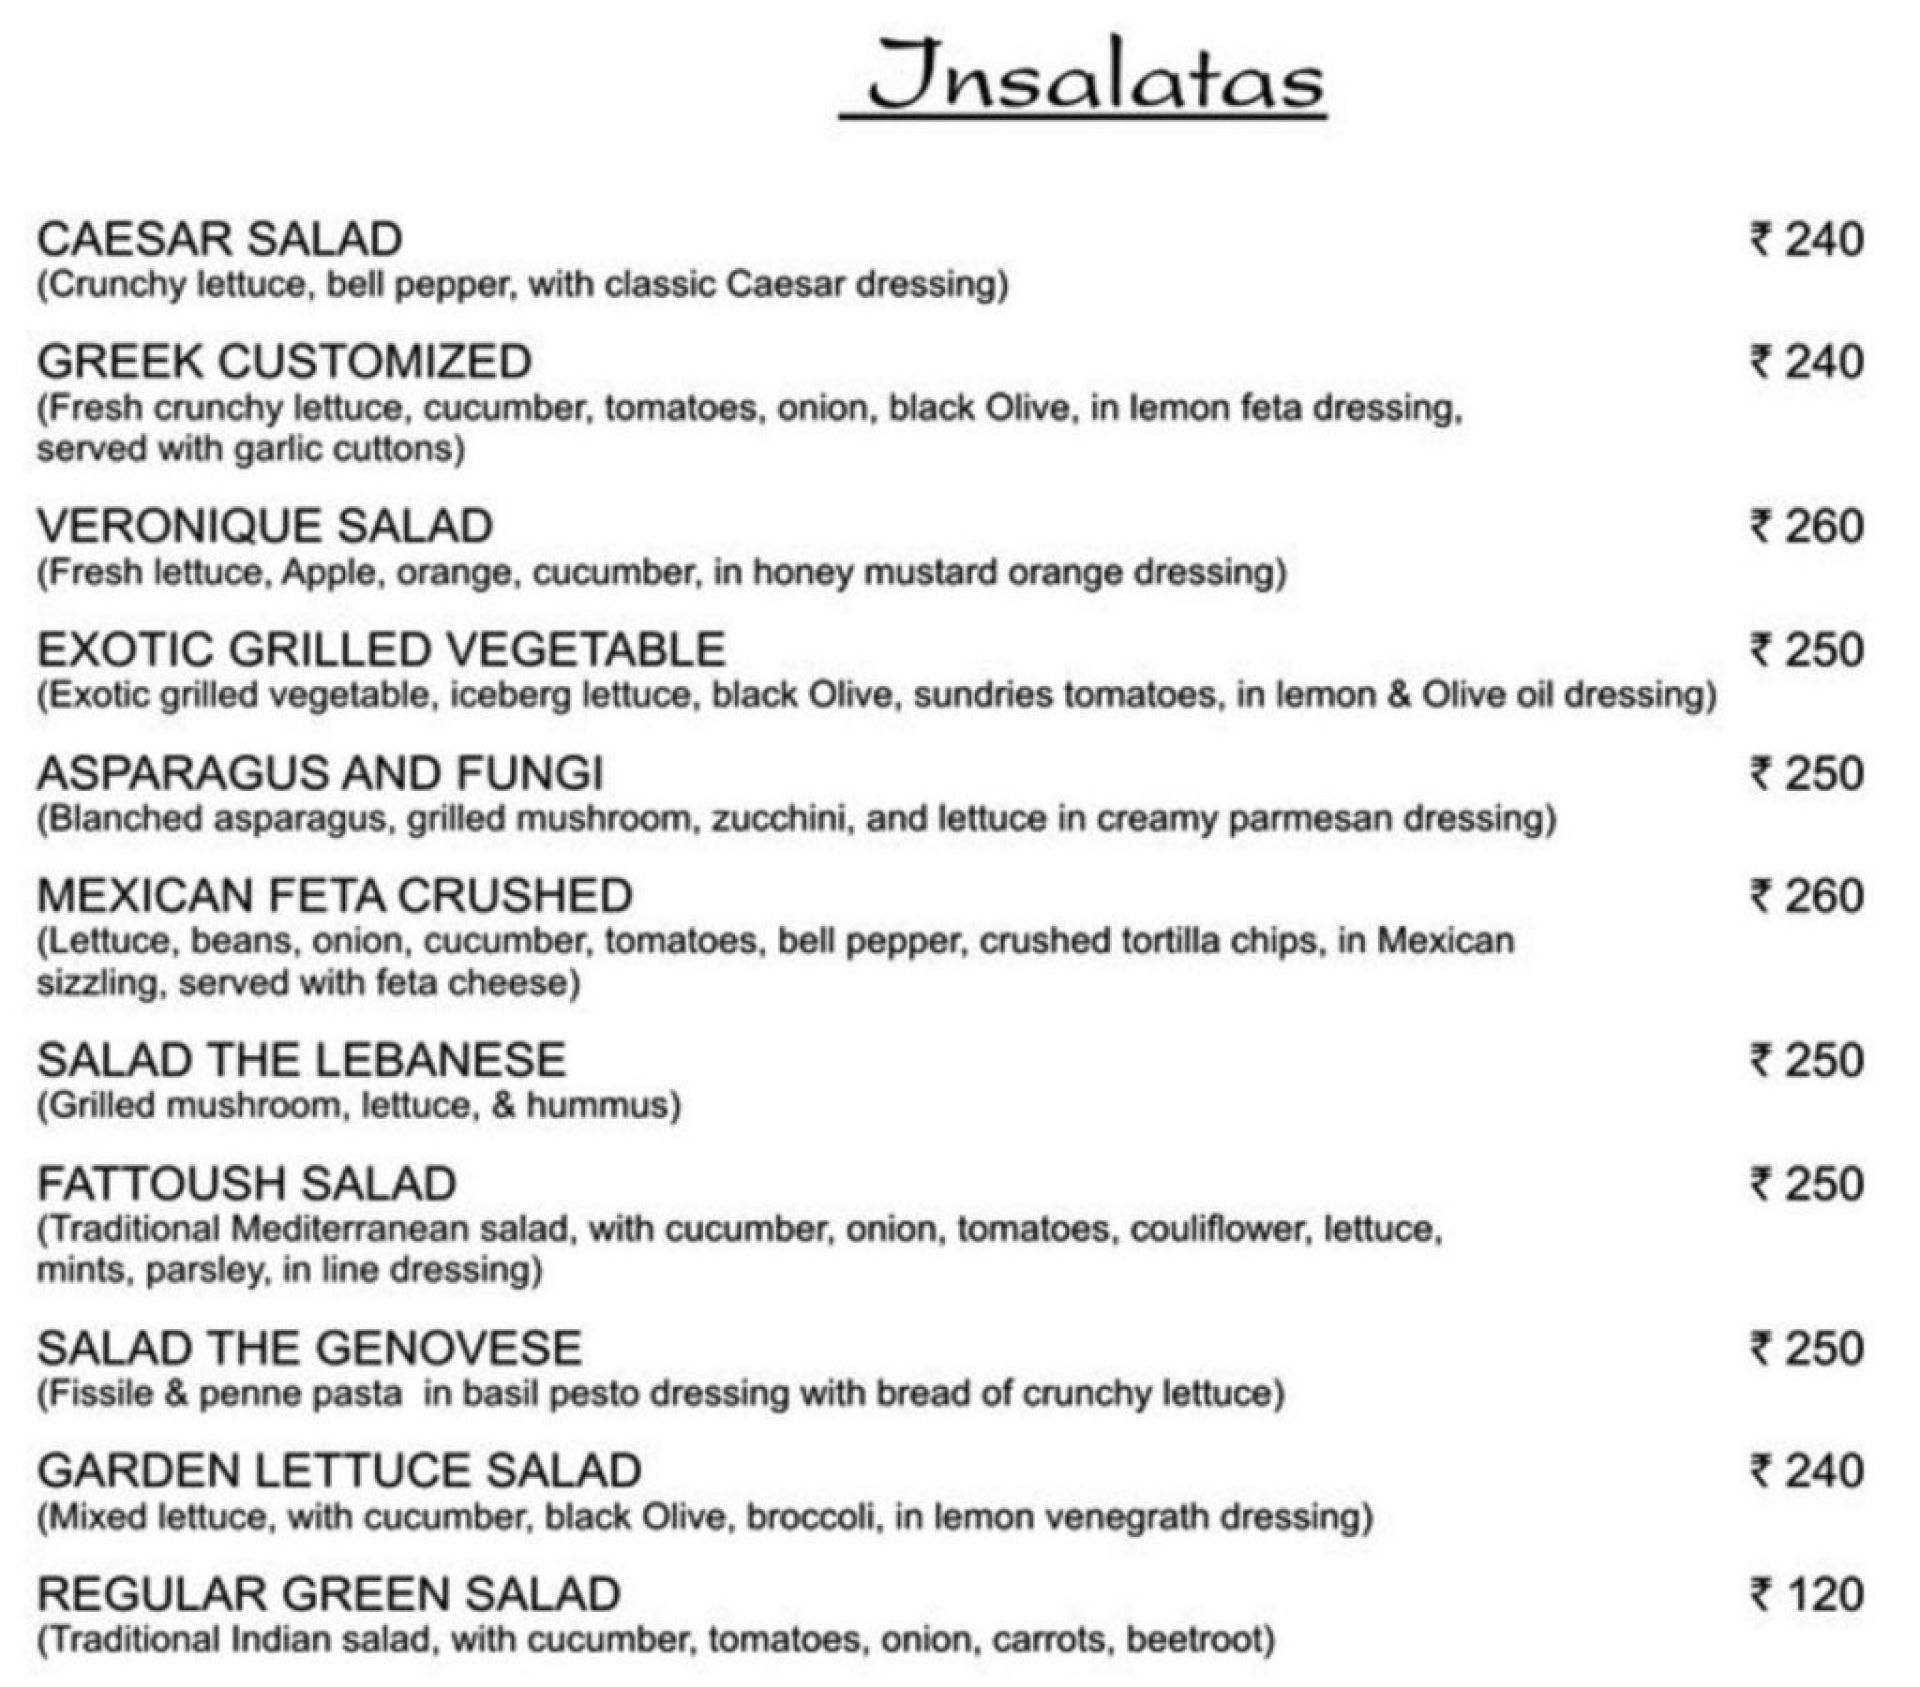 Insalatas
CAESAR SALAD ₹ 240
(Crunchy lettuce, bell pepper, with classic Caesar dressing)
GREEK CUSTOMIZED ₹ 240
(Fresh crunchy lettuce, cucumber, tomatoes, onion, black Olive, in lemon feta dressing,
served with garlic cuttons)
VERONIQUE SALAD ₹ 260
(Fresh lettuce, Apple, orange, cucumber, in honey mustard orange dressing)
EXOTIC GRILLED VEGETABLE ₹ 250
(Exotic grilled vegetable, iceberg lettuce, black Olive, sundries tomatoes, in lemon & Olive oil dressing)
ASPARAGUS AND FUNGI ₹ 250
(Blanched asparagus, grilled mushroom, zucchini, and lettuce in creamy parmesan dressing)
MEXICAN FETA CRUSHED ₹ 260
(Lettuce, beans, onion, cucumber, tomatoes, bell pepper, crushed tortilla chips, in Mexican
sizzling, served with feta cheese)
SALAD THE LEBANESE ₹ 250
(Grilled mushroom, lettuce, & hummus)
FATTOUSH SALAD ₹ 250
(Traditional Mediterranean salad, with cucumber, onion, tomatoes, couliflower, lettuce,
mints, parsley, in line dressing)
SALAD THE GENOVESE ₹ 250
(Fissile & penne pasta in basil pesto dressing with bread of crunchy lettuce)
GARDEN LETTUCE SALAD ₹ 240
(Mixed lettuce, with cucumber, black Olive, broccoli, in lemon venegrath dressing)
REGULAR GREEN SALAD ₹ 120
(Traditional Indian salad, with cucumber, tomatoes, onion, carrots, beetroot)